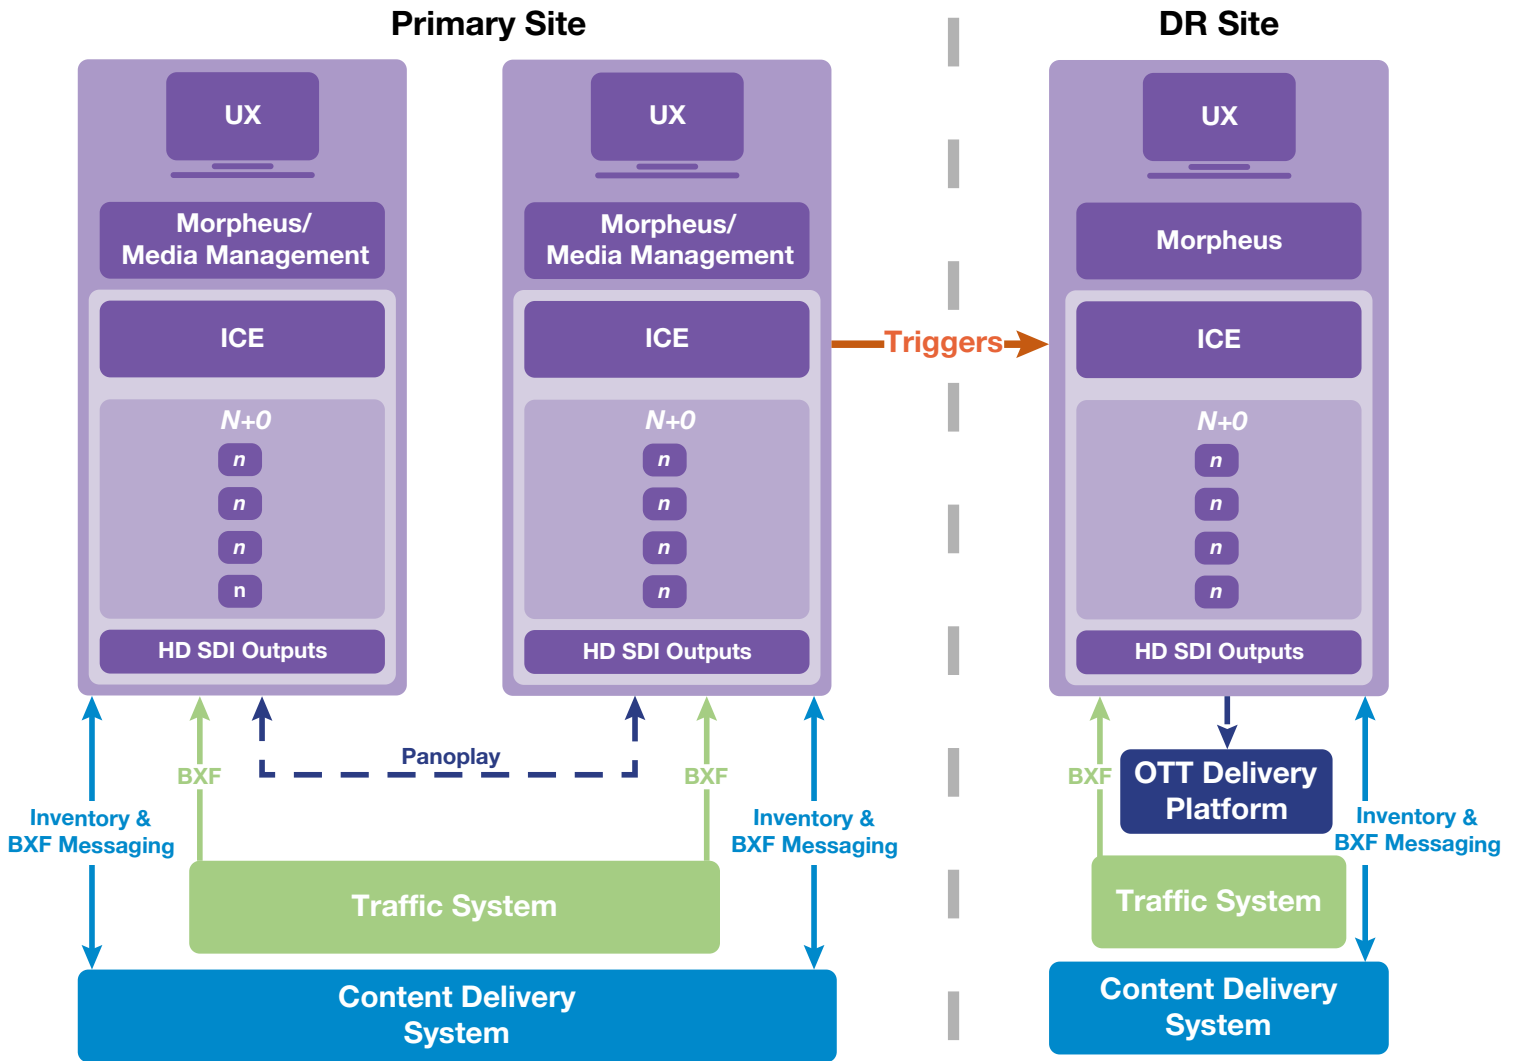 Primary Site
DR Site
UX
Morpheus/
Media Management
ICE
N+0
n
n
n
n
HD SDI Outputs
UX
Morpheus/
Media Management
ICE
N+0
n
n
n
n
HD SDI Outputs
Triggers
UX
Morpheus
ICE
N+0
n
n
n
n
HD SDI Outputs
Inventory &
BXF Messaging
BXF
Panoplay
BXF
Inventory &
BXF Messaging
Traffic System
Content Delivery
System
BXF
OTT Delivery
Platform
Inventory &
BXF Messaging
Traffic System
Content Delivery
System